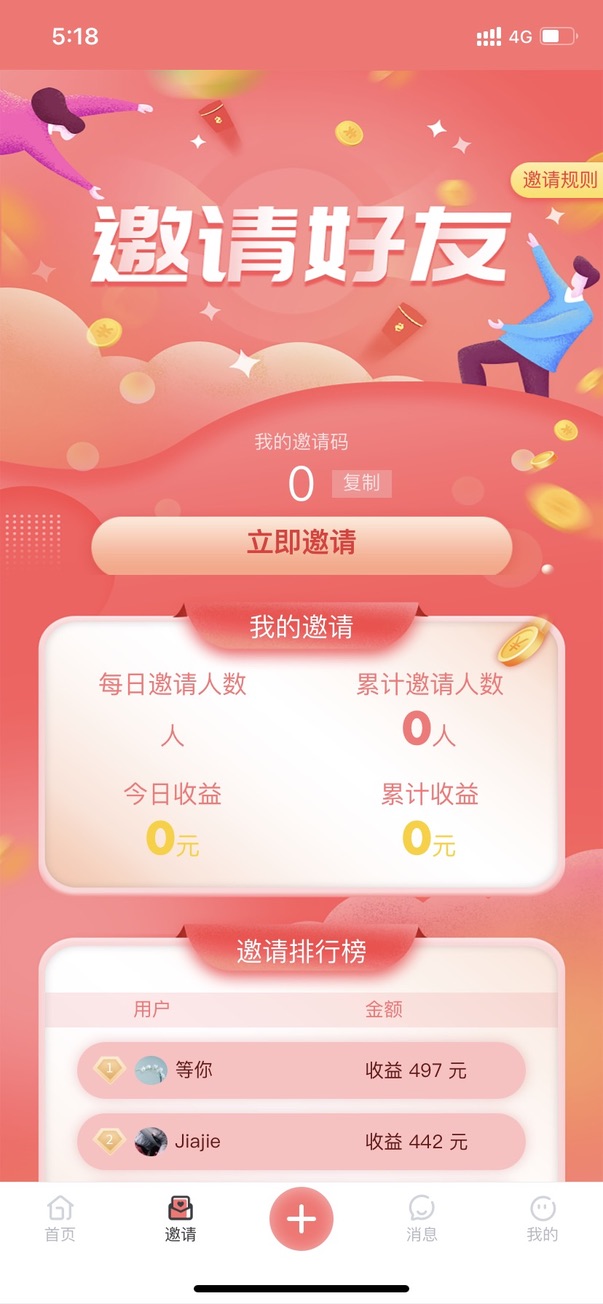 5:18
4G
邀请规则
邀请好友
我的邀请码
0 复制
立即邀请
我的邀请
每日邀请人数 累计邀请人数
人 0人
今日收益 累计收益
0元 0元
邀请排行榜
用户 金额
1 等你 收益 497 元
2 Jiajie 收益 442 元
首页 邀请 消息 我的